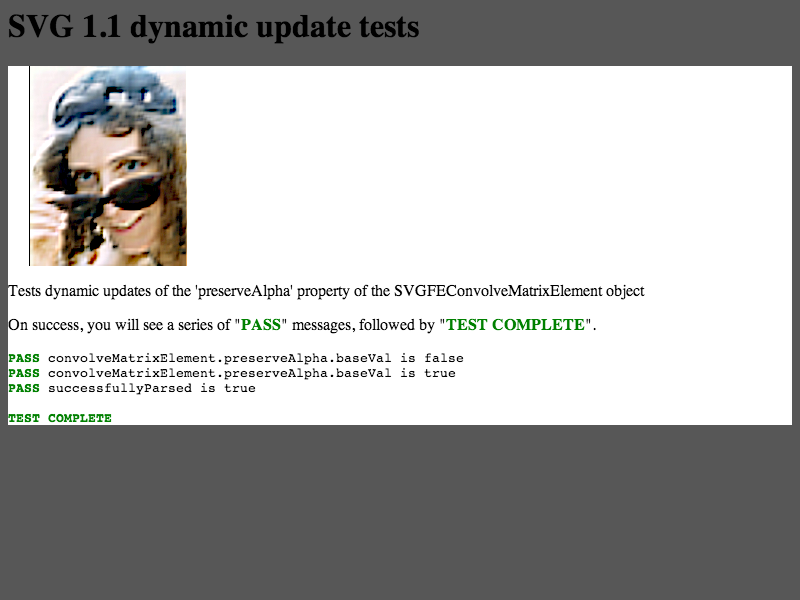 SVG 1.1 dynamic update tests
Tests dynamic updates of the 'preserveAlpha' property of the SVGFEConvolveMatrixElement object
On success, you will see a series of "PASS" messages, followed by "TEST COMPLETE".
PASS convolveMatrixElement.preserveAlpha.baseVal is false
PASS convolveMatrixElement.preserveAlpha.baseVal is true
PASS successfullyParsed is true
TEST COMPLETE